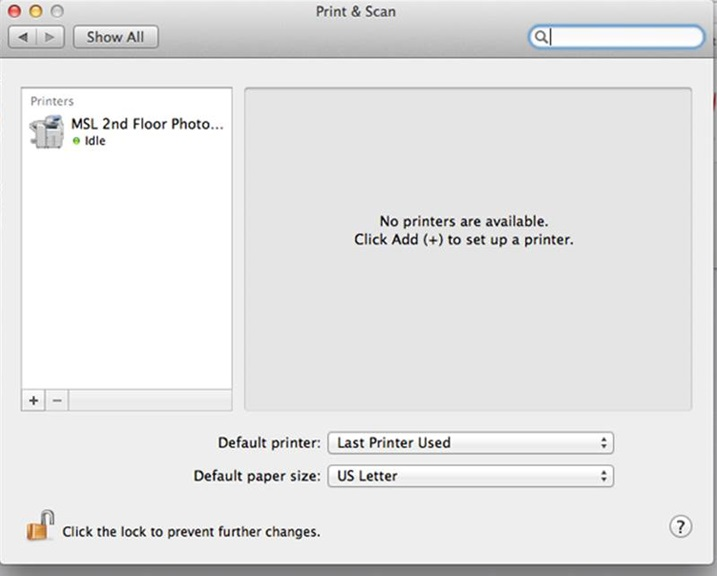 Print & Scan
Show All
Printers
MSL 2nd Floor Photo...
Idle
No printers are available.
Click Add (+) to set up a printer.
+ −
Default printer: Last Printer Used
Default paper size: US Letter
Click the lock to prevent further changes.
?